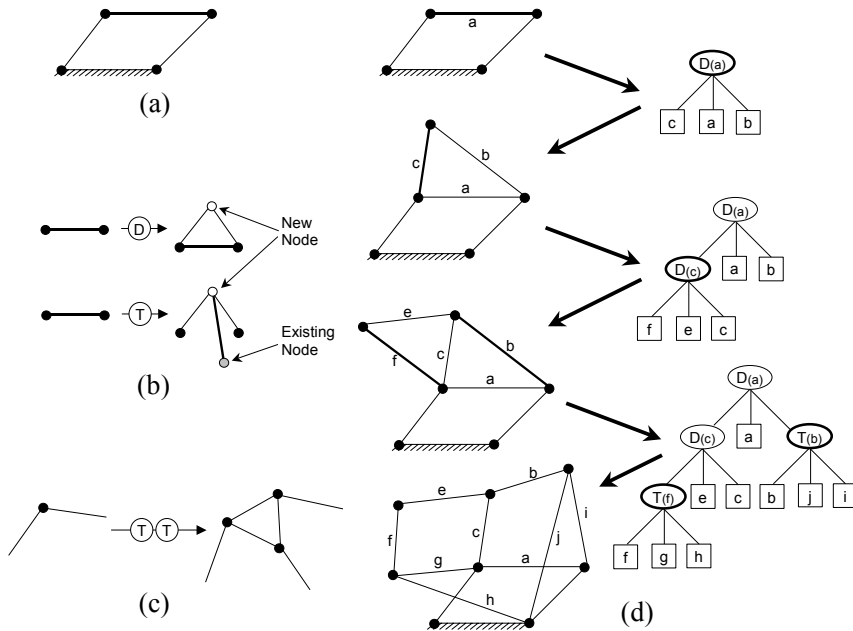 (a)
D
T
New
Node
Existing
Node
(b)
T T
(c)
a
D(a)
c a b
c b
a
D(a)
D(c) a b
f e c
e
b
c
f
a
D(a)
D(c) a T(b)
T(f) e c b j i
f g h
b
e
i
f c j
g a
h
(d)